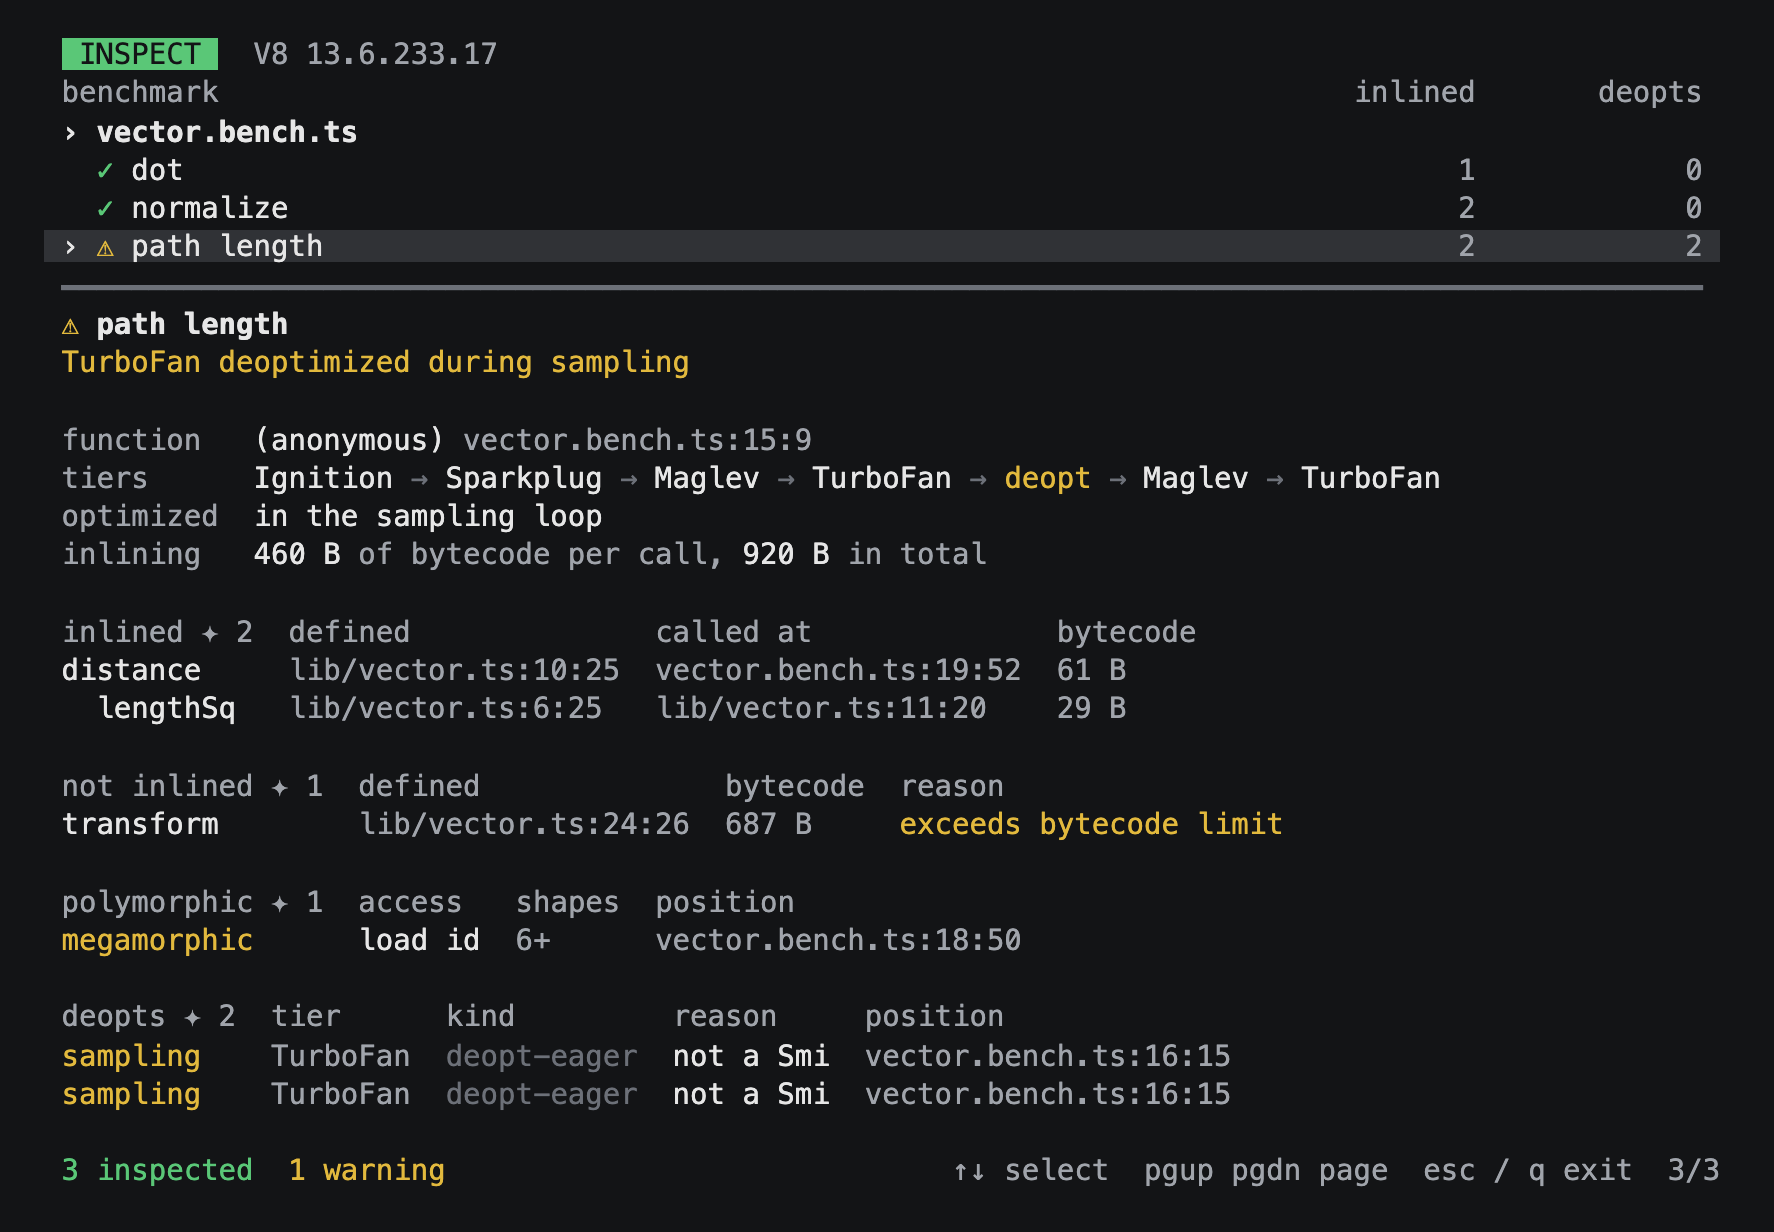 INSPECT V8 13.6.233.17
benchmark inlined deopts
› vector.bench.ts
✓ dot 1 0
✓ normalize 2 0
› ⚠ path length 2 2
⚠ path length
TurboFan deoptimized during sampling
function (anonymous) vector.bench.ts:15:9
tiers Ignition → Sparkplug → Maglev → TurboFan → deopt → Maglev → TurboFan
optimized in the sampling loop
inlining 460 B of bytecode per call, 920 B in total
inlined ✦ 2 defined called at bytecode
distance lib/vector.ts:10:25 vector.bench.ts:19:52 61 B
lengthSq lib/vector.ts:6:25 lib/vector.ts:11:20 29 B
not inlined ✦ 1 defined bytecode reason
transform lib/vector.ts:24:26 687 B exceeds bytecode limit
polymorphic ✦ 1 access shapes position
megamorphic load id 6+ vector.bench.ts:18:50
deopts ✦ 2 tier kind reason position
sampling TurboFan deopt-eager not a Smi vector.bench.ts:16:15
sampling TurboFan deopt-eager not a Smi vector.bench.ts:16:15
3 inspected 1 warning ↑↓ select pgup pgdn page esc / q exit 3/3